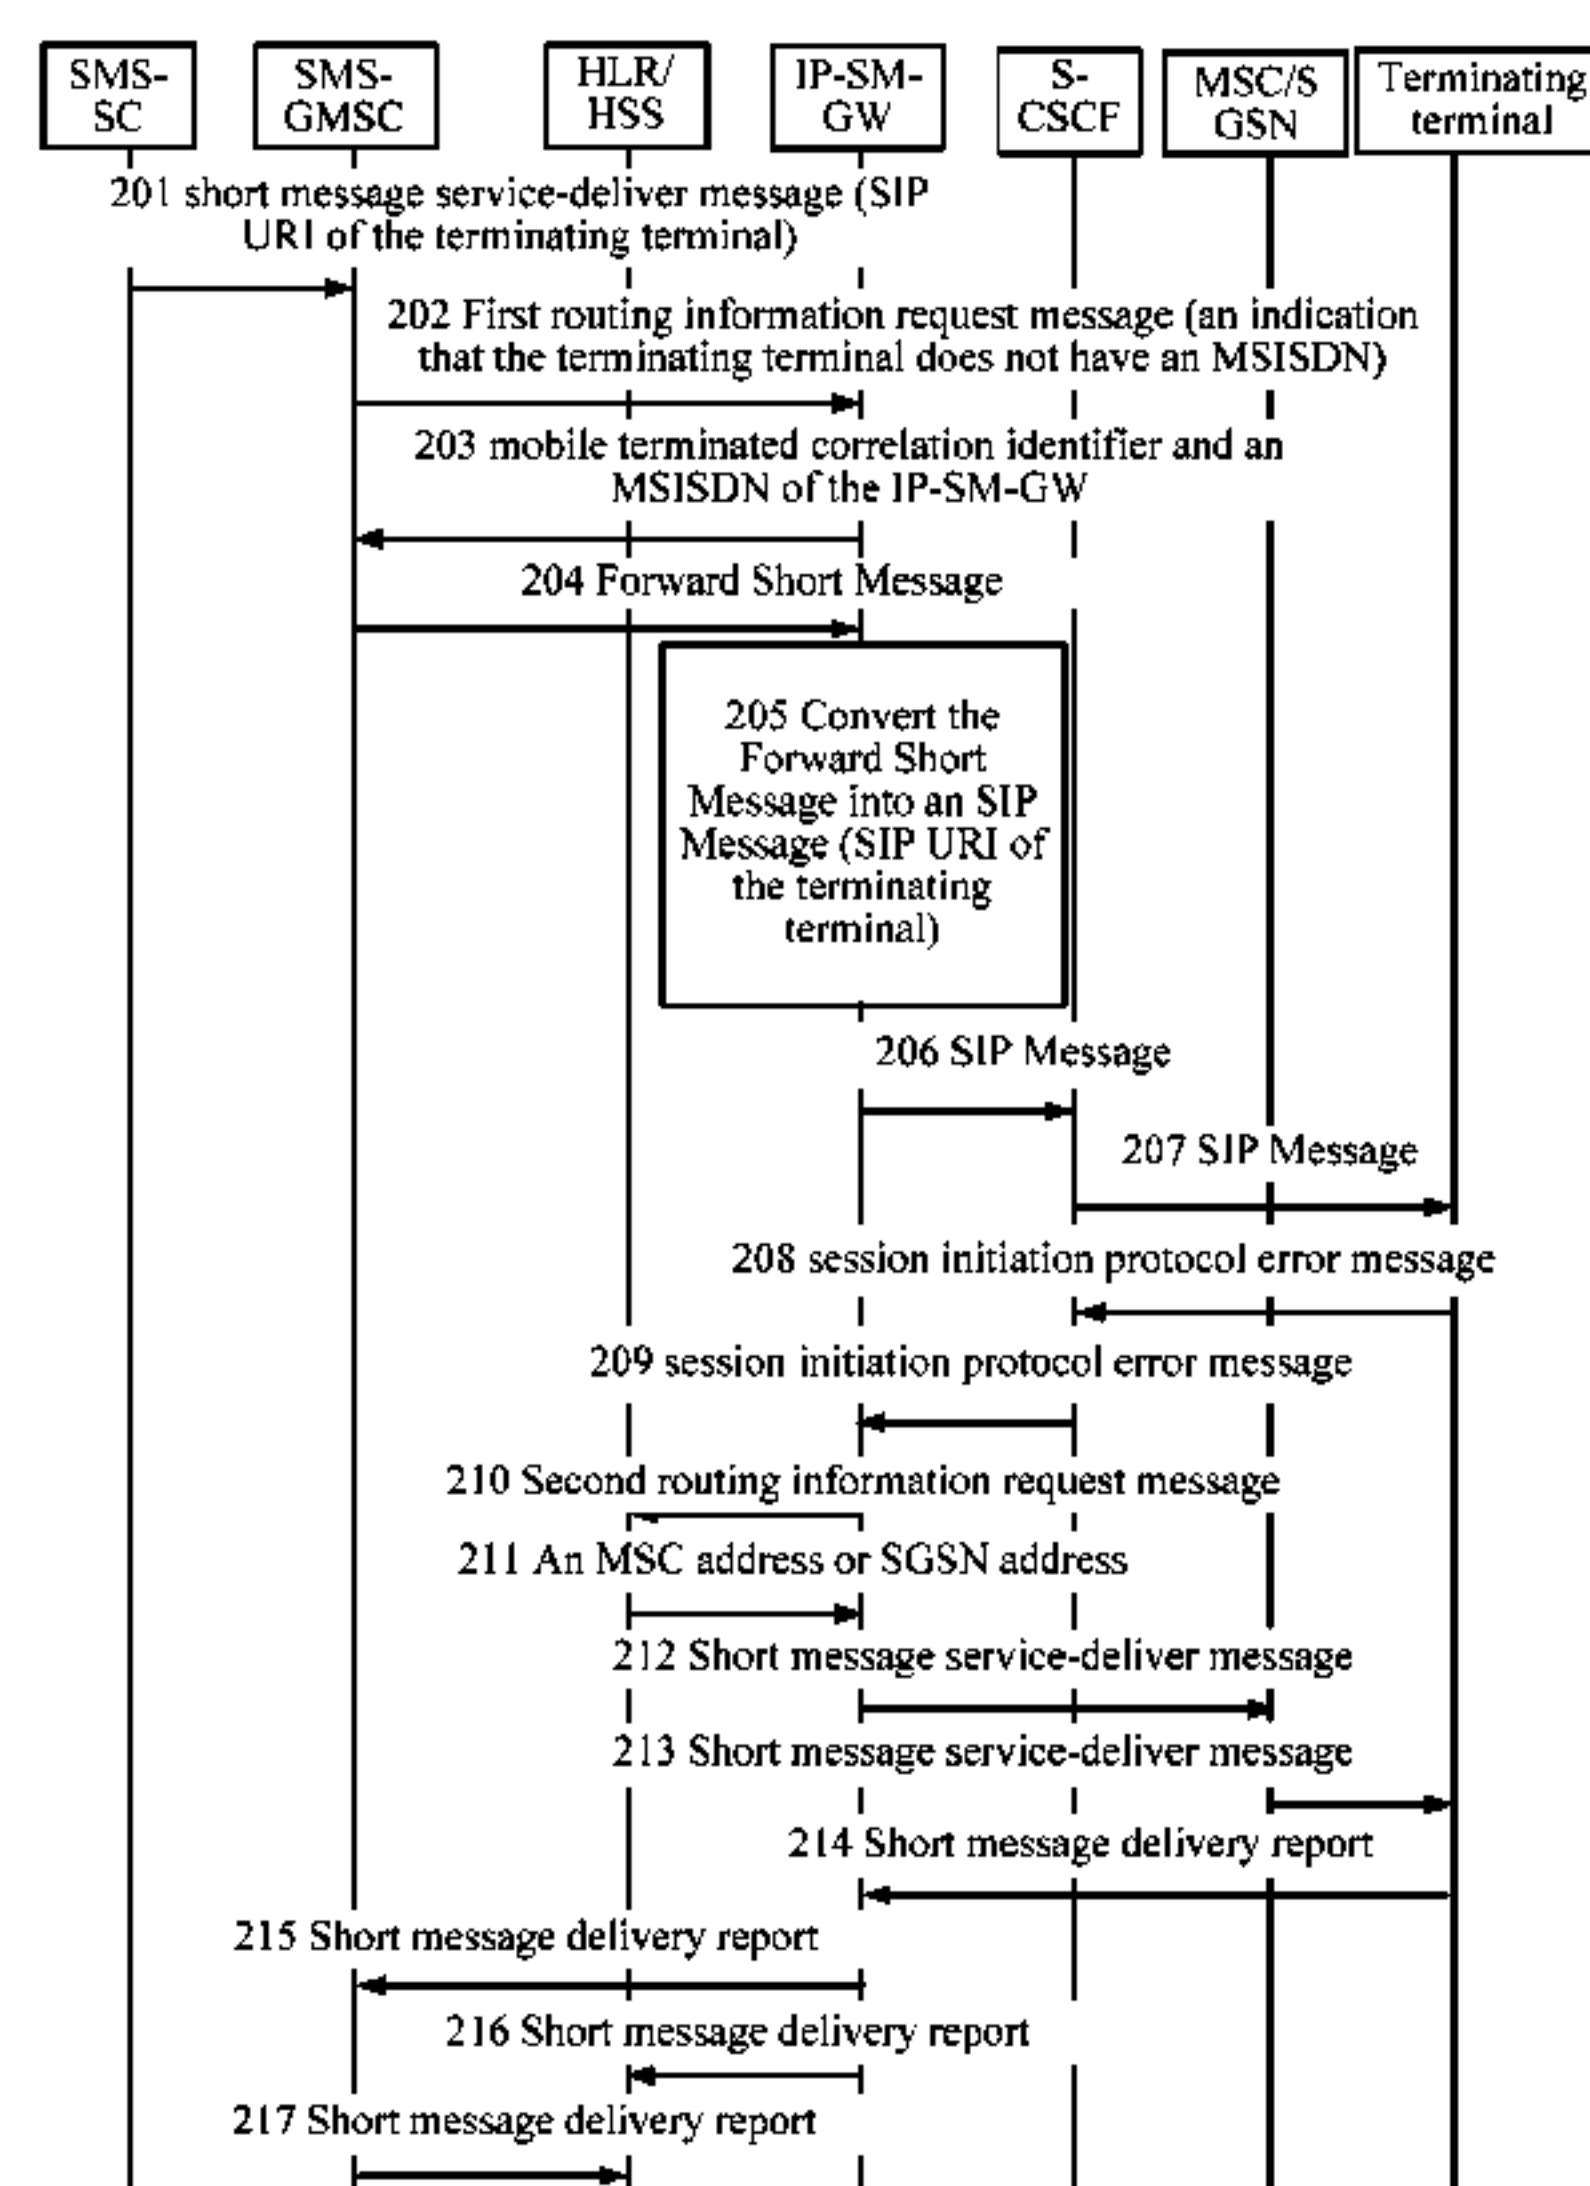 SMS-
SC
SMS-
GMSC
HLR/
HSS
IP-SM-
GW
S-
CSCF
MSC/S
GSN
Terminating
terminal
201 short message service-deliver message (SIP
URI of the terminating terminal)
202 First routing information request message (an indication
that the terminating terminal does not have an MSISDN)
203 mobile terminated correlation identifier and an
MSISDN of the IP-SM-GW
204 Forward Short Message
205 Convert the
Forward Short
Message into an SIP
Message (SIP URI of
the terminating
terminal)
206 SIP Message
207 SIP Message
208 session initiation protocol error message
209 session initiation protocol error message
210 Second routing information request message
211 An MSC address or SGSN address
212 Short message service-deliver message
213 Short message service-deliver message
214 Short message delivery report
215 Short message delivery report
216 Short message delivery report
217 Short message delivery report